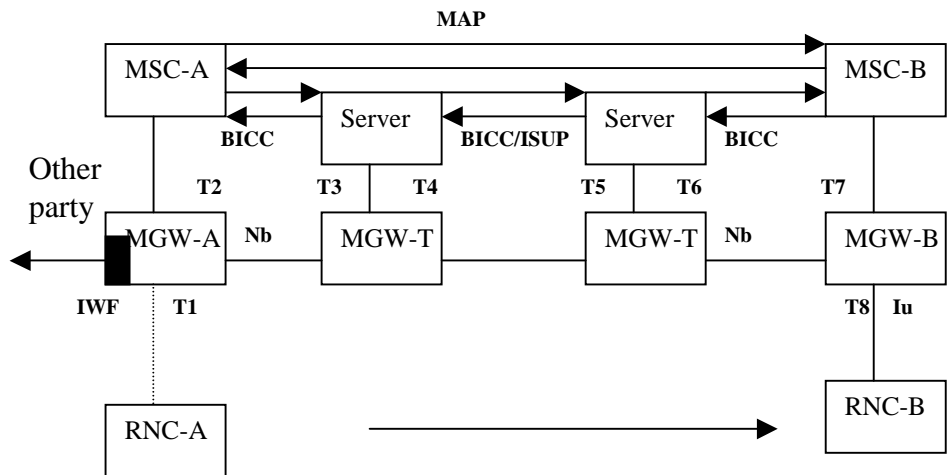 MAP
MSC-A
MSC-B
Server
Server
BICC
BICC/ISUP
BICC
Other
party
T2
T3
T4
T5
T6
T7
MGW-A
Nb
MGW-T
MGW-T
Nb
MGW-B
IWF
T1
T8
Iu
RNC-A
RNC-B